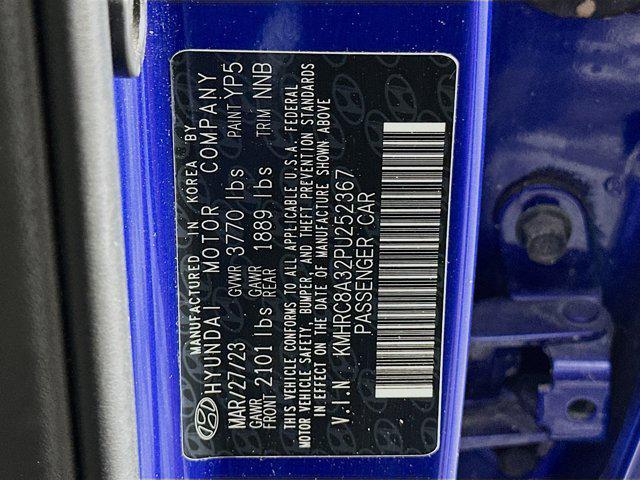 MANUFACTURED IN KOREA BY
HYUNDAI MOTOR COMPANY
MAR/27/23 GVWR 3770 lbs PAINT YP5
GAWR FRONT 2101 lbs GAWR REAR 1889 lbs TRIM NNB
THIS VEHICLE CONFORMS TO ALL APPLICABLE U.S.A. FEDERAL
MOTOR VEHICLE SAFETY, BUMPER, AND THEFT PREVENTION STANDARDS
IN EFFECT ON THE DATE OF MANUFACTURE SHOWN ABOVE
V.I.N KMHRC8A32PU252367
PASSENGER CAR